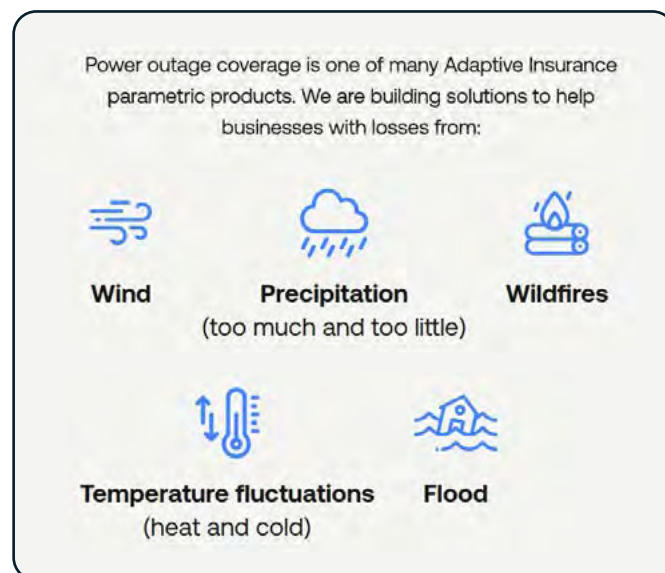 Power outage coverage is one of many Adaptive Insurance
parametric products. We are building solutions to help
businesses with losses from:
Wind
Precipitation
(too much and too little)
Wildfires
Temperature fluctuations
(heat and cold)
Flood